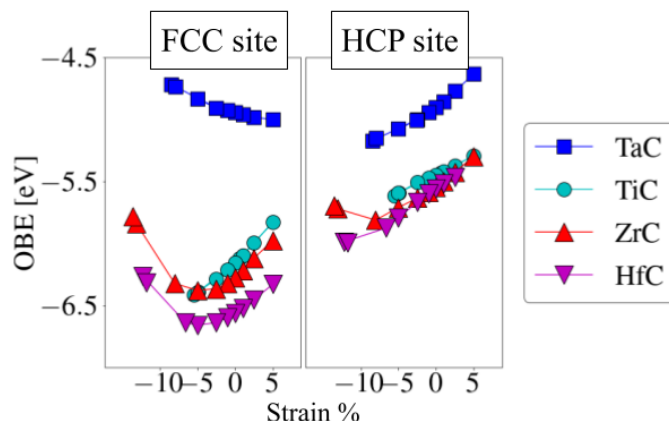 FCC site
HCP site
−4.5
−5.5
−6.5
OBE [eV]
−10 −5 0 5
−10 −5 0 5
Strain %
TaC
TiC
ZrC
HfC